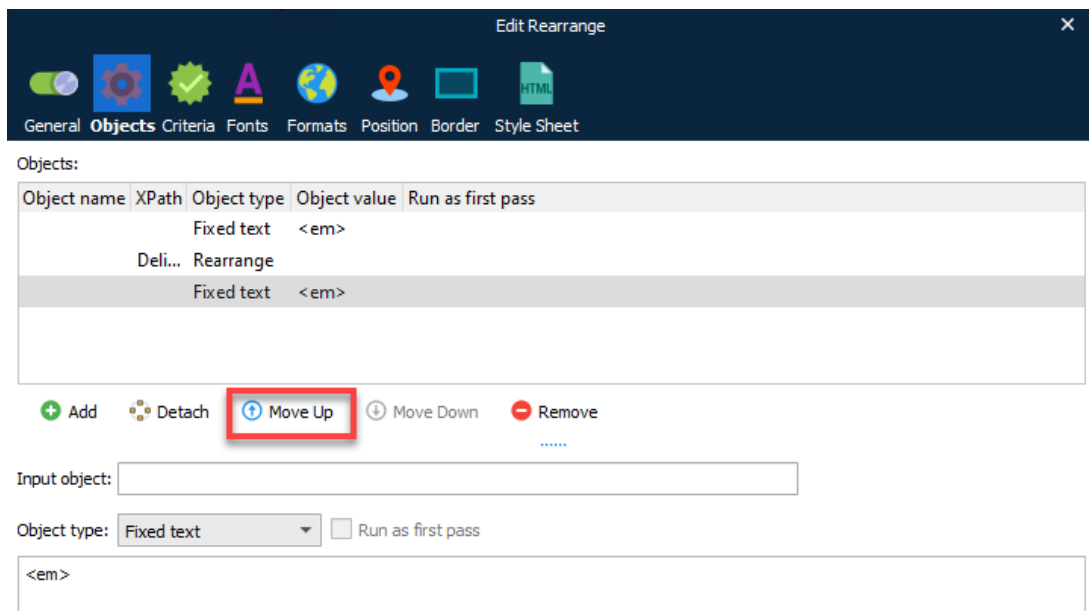 Edit Rearrange
HTML
General Objects Criteria Fonts Formats Position Border Style Sheet
Objects:
Object name XPath Object type Object value Run as first pass
Fixed text <em>
Deli... Rearrange
Fixed text <em>
Add Detach Move Up Move Down Remove
......
Input object:
Object type: Fixed text Run as first pass
<em>